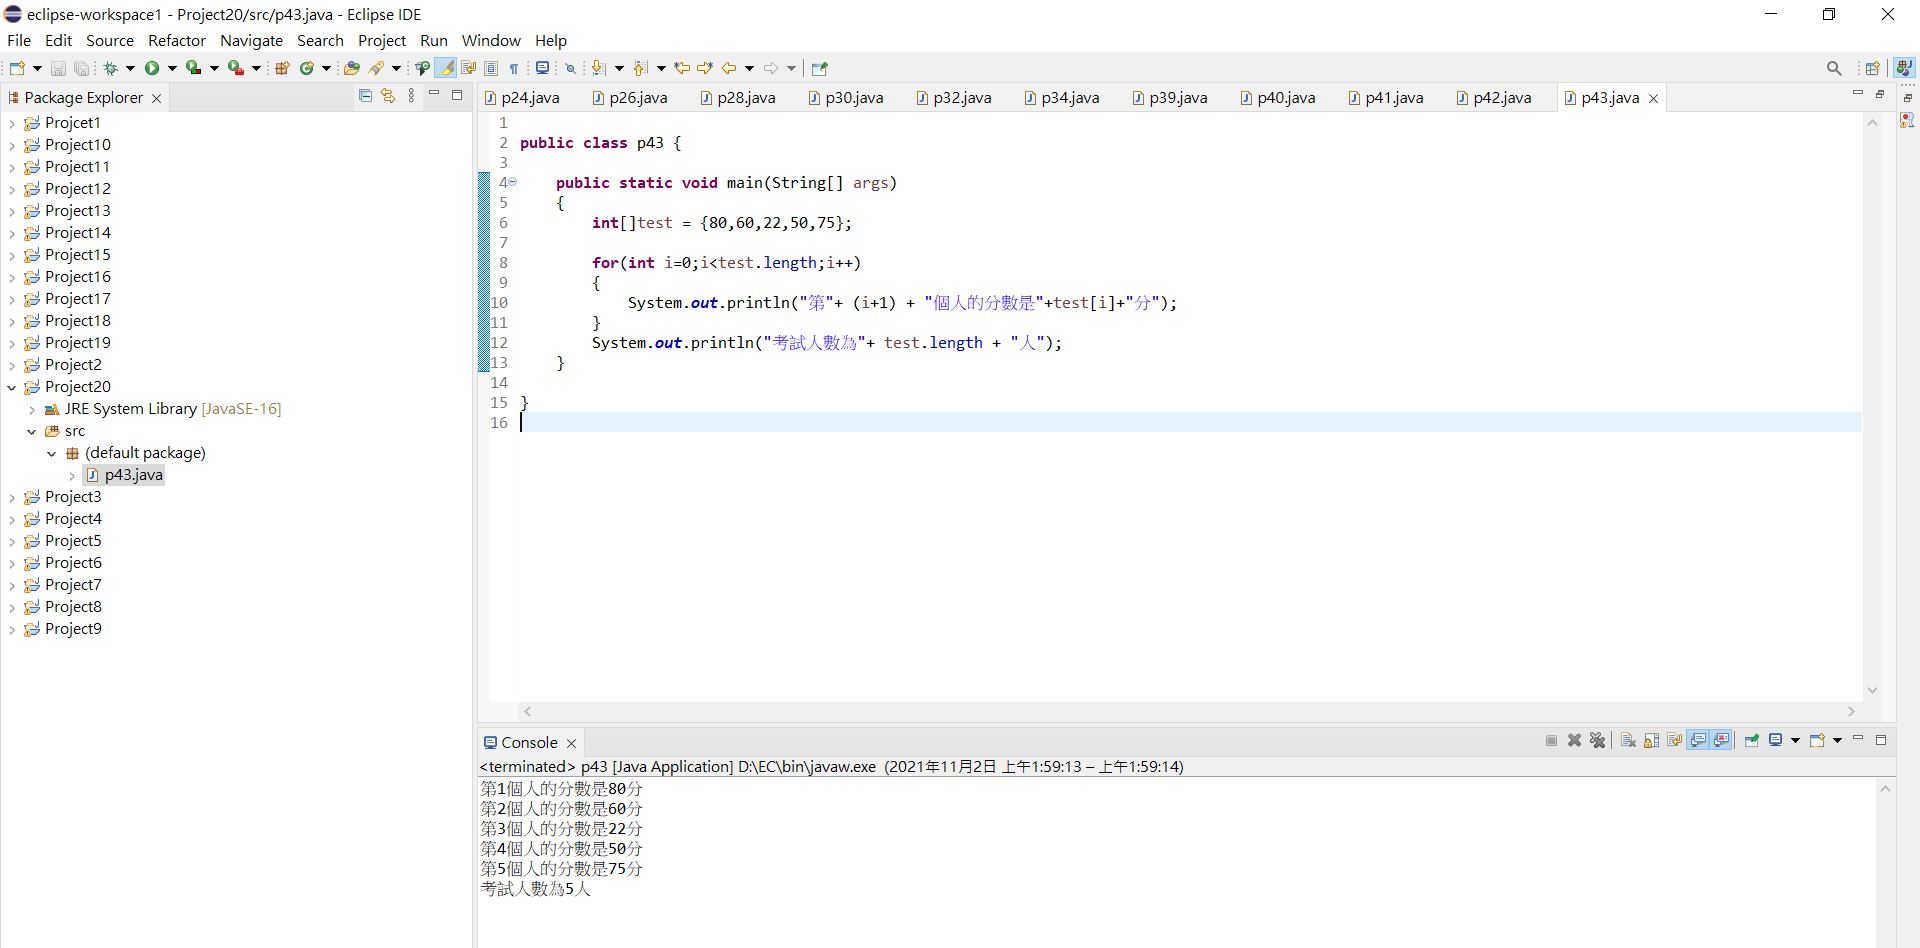 eclipse-workspace1 - Project20/src/p43.java - Eclipse IDE
File Edit Source Refactor Navigate Search Project Run Window Help
Package Explorer
p24.java p26.java p28.java p30.java p32.java p34.java p39.java p40.java p41.java p42.java p43.java
Projcet1
Project10
Project11
Project12
Project13
Project14
Project15
Project16
Project17
Project18
Project19
Project2
Project20
JRE System Library [JavaSE-16]
src
(default package)
p43.java
Project3
Project4
Project5
Project6
Project7
Project8
Project9
1
2 public class p43 {
3
4 public static void main(String[] args)
5 {
6 int[]test = {80,60,22,50,75};
7
8 for(int i=0;i<test.length;i++)
9 {
10 System.out.println("第"+ (i+1) + "個人的分數是"+test[i]+"分");
11 }
12 System.out.println("考試人數為"+ test.length + "人");
13 }
14
15 }
16
Console
<terminated> p43 [Java Application] D:\EC\bin\javaw.exe (2021年11月2日 上午1:59:13 – 上午1:59:14)
第1個人的分數是80分
第2個人的分數是60分
第3個人的分數是22分
第4個人的分數是50分
第5個人的分數是75分
考試人數為5人